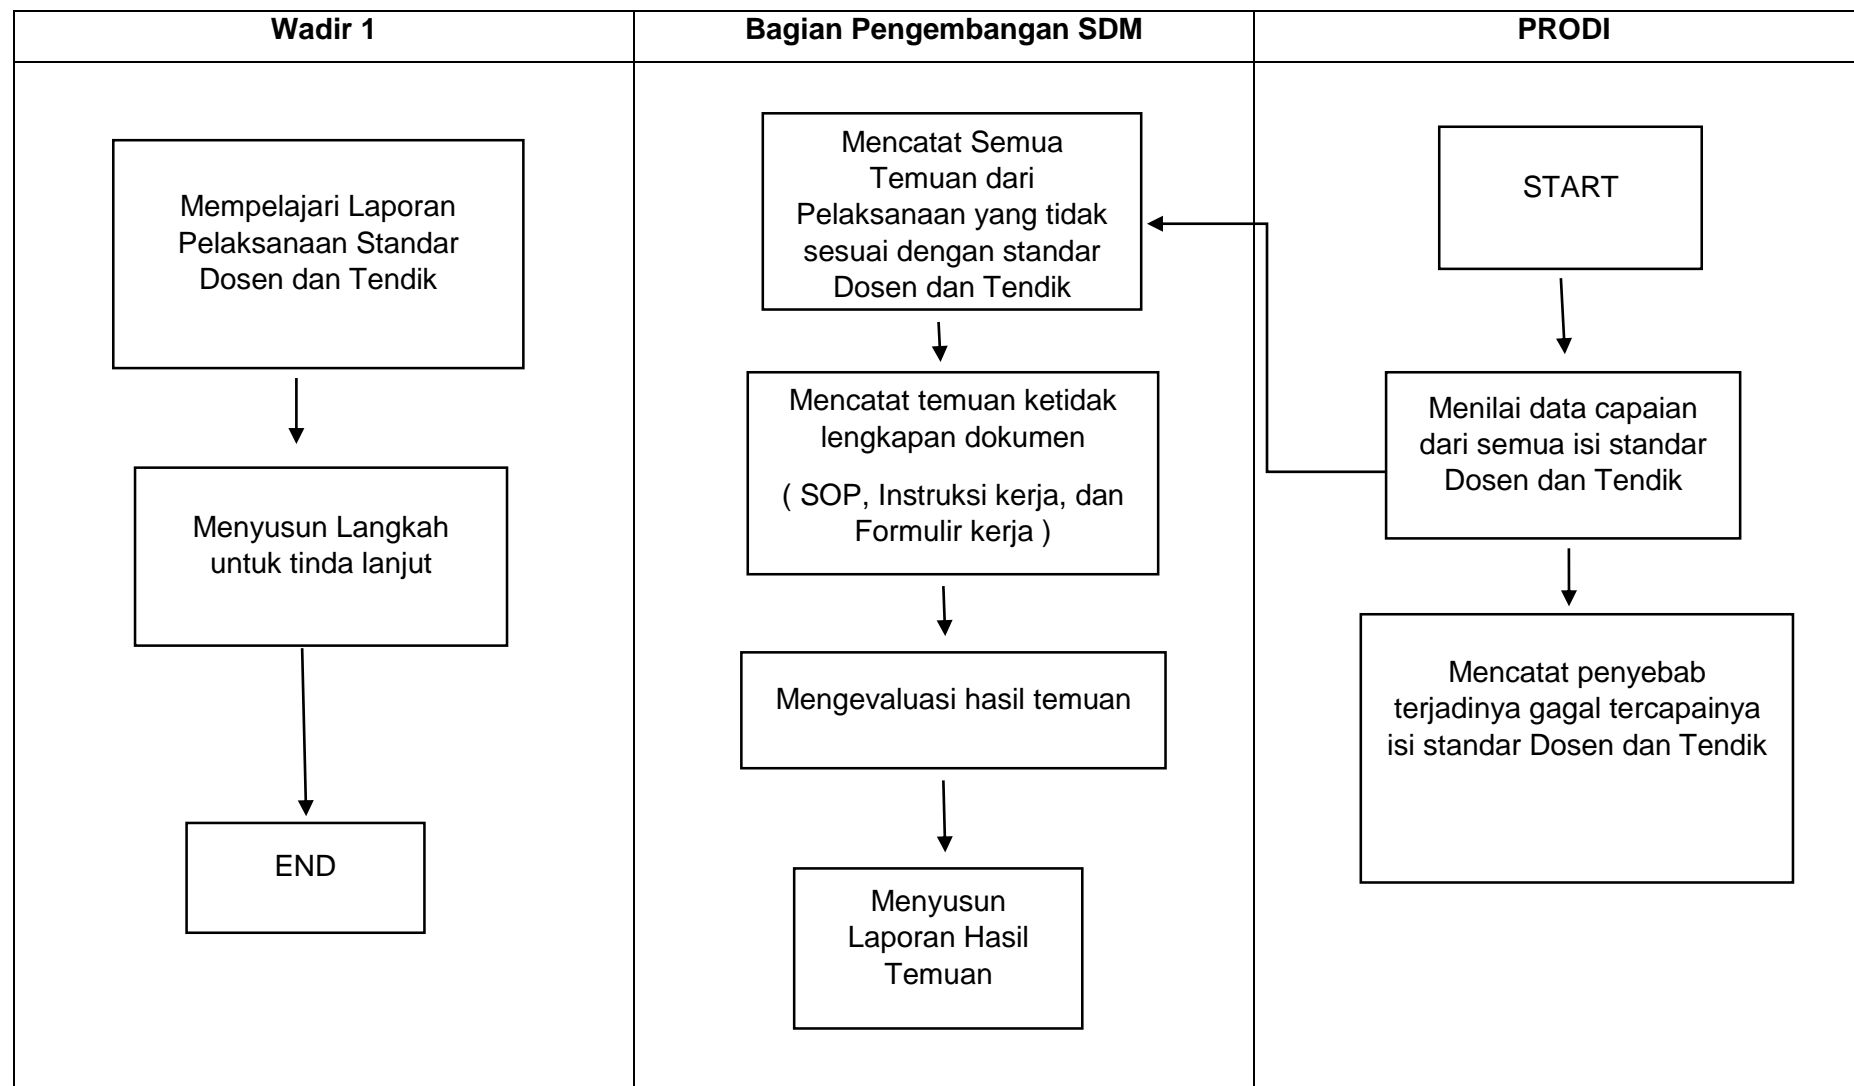 Wadir 1
Bagian Pengembangan SDM
PRODI
Mempelajari Laporan
Pelaksanaan Standar
Dosen dan Tendik
Menyusun Langkah
untuk tinda lanjut
END
Mencatat Semua
Temuan dari
Pelaksanaan yang tidak
sesuai dengan standar
Dosen dan Tendik
Mencatat temuan ketidak
lengkapan dokumen
( SOP, Instruksi kerja, dan
Formulir kerja )
Mengevaluasi hasil temuan
Menyusun
Laporan Hasil
Temuan
START
Menilai data capaian
dari semua isi standar
Dosen dan Tendik
Mencatat penyebab
terjadinya gagal tercapainya
isi standar Dosen dan Tendik